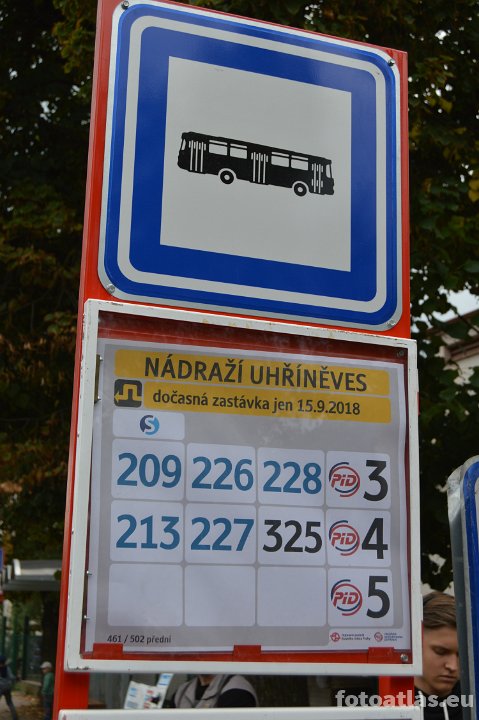 NÁDRAŽÍ UHŘÍNĚVES
dočasná zastávka jen 15.9.2018
S
209 226 228 PID 3
213 227 325 PID 4
PID 5
461 / 502 přední
fotoatlas.eu